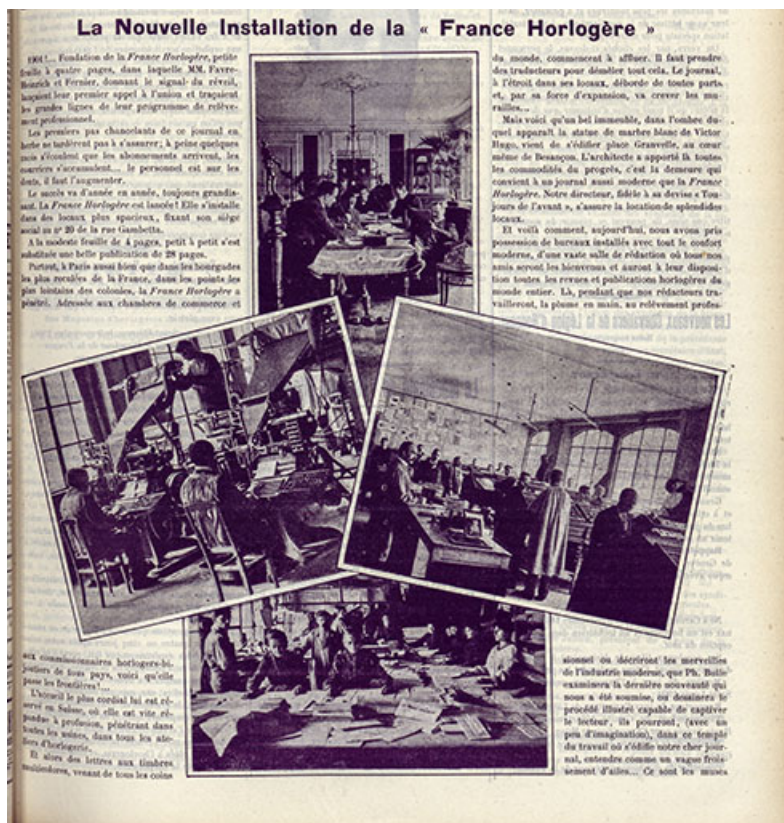 La Nouvelle Installation de la « France Horlogère »
1901!... Fondation de la France Horlogère, petite
feuille à quatre pages, dans laquelle MM. Favre-
Heinrich et Fernier, donnant le signal du réveil,
lançaient leur premier appel à l'union et traçaient
les grandes lignes de leur programme de relève-
ment professionnel.
Les premiers pas chancelants de ce journal en
herbe ne tardèrent pas à s'assurer; à peine quelques
mois s'écoulent que les abonnements arrivent, les
courriers s'accumulent... le personnel est sur les
dents, il faut l'augmenter.
Le succès va d'année en année, toujours grandis-
sant. La France Horlogère est lancée! Elle s'installe
dans des locaux plus spacieux, fixant son siège
social au n° 20 de la rue Gambetta.
A la modeste feuille de 4 pages, petit à petit s'est
substituée une belle publication de 28 pages.
Partout, à Paris aussi bien que dans les bourgades
les plus reculées de la France, dans les points les
plus lointains des colonies, la France Horlogère a
pénétré. Adressée aux chambres de commerce et
aux commissionnaires horlogers-bi-
joutiers de tous pays, voici qu'elle
passe les frontières!...
L'accueil le plus cordial lui est ré-
servé en Suisse, où elle est vite ré-
pandue à profusion, pénétrant dans
toutes les usines, dans tous les ate-
liers d'horlogerie.
Et alors des lettres aux timbres
multicolores, venant de tous les coins
du monde, commencent à affluer. Il faut prendre
des traducteurs pour démêler tout cela. Le journal,
à l'étroit dans ses locaux, déborde de toutes parts
et, par sa force d'expansion, va crever les mu-
railles...
Mais voici qu'un bel immeuble, dans l'ombre du-
quel apparaît la statue de marbre blanc de Victor
Hugo, vient de s'édifier place Granvelle, au cœur
même de Besançon. L'architecte a apporté là toutes
les commodités du progrès, c'est la demeure qui
convient à un journal aussi moderne que la France
Horlogère. Notre directeur, fidèle à sa devise « Tou-
jours de l'avant », s'assure la location de splendides
locaux.
Et voilà comment, aujourd'hui, nous avons pris
possession de bureaux installés avec tout le confort
moderne, d'une vaste salle de rédaction où tous nos
amis seront les bienvenus et auront à leur disposi-
tion toutes les revues et publications horlogères du
monde entier. Là, pendant que nos rédacteurs tra-
vailleront, la plume en main, au relèvement profes-
sionnel ou décriront les merveilles
de l'industrie moderne, que Ph. Bulle
examinera la dernière nouveauté qui
nous a été soumise, ou dessinera le
procédé illustré capable de captiver
le lecteur, ils pourront, (avec un
peu d'imagination), dans ce temple
du travail où s'édifie notre cher jour-
nal, entendre comme un vague frois-
sement d'ailes... Ce sont les muses